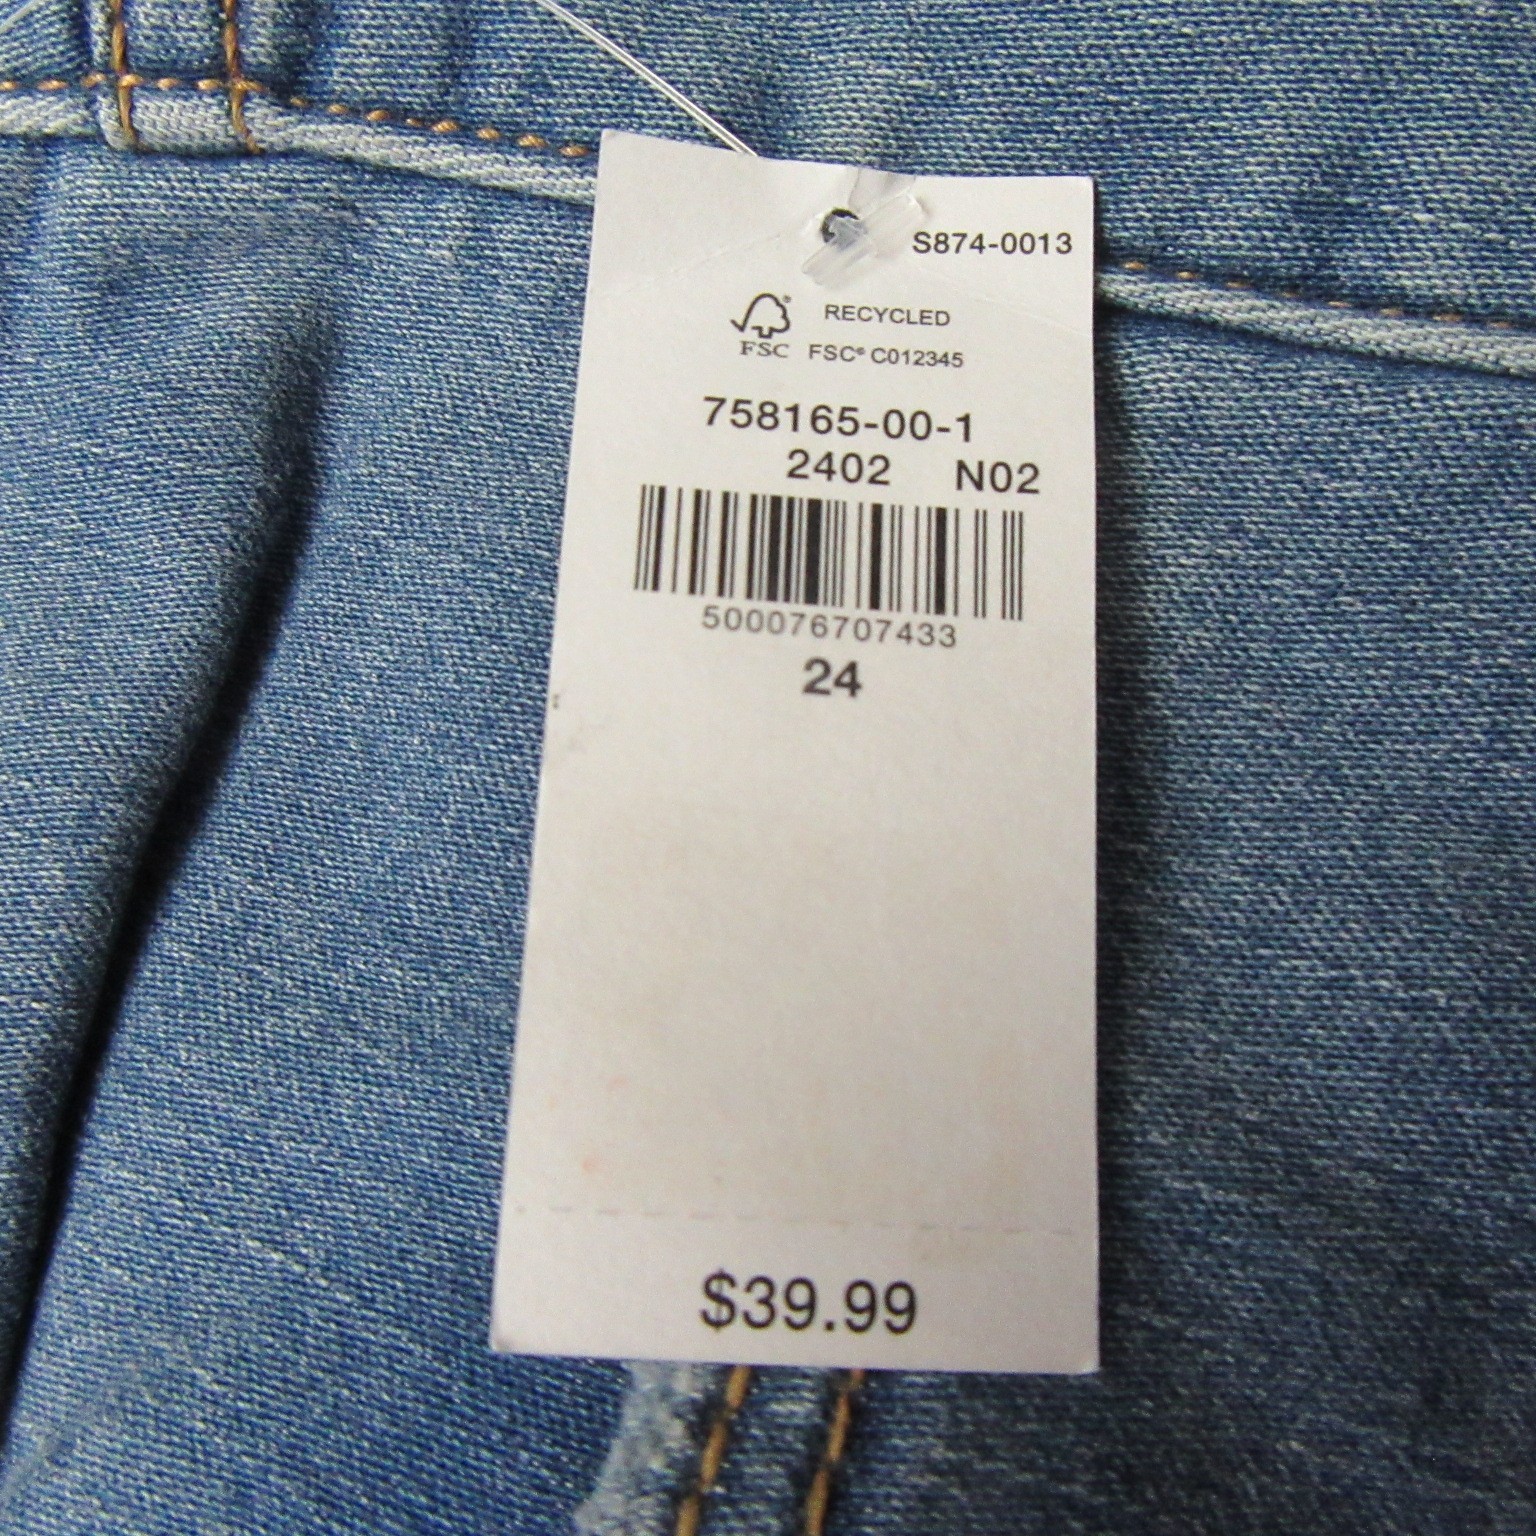 S874-0013
RECYCLED
FSC FSC® C012345
758165-00-1
2402 N02
500076707433
24
$39.99